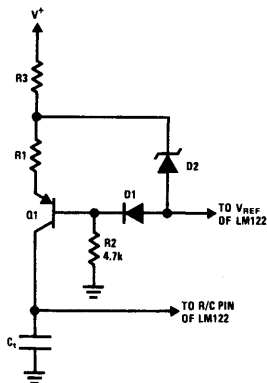 V+
R3
R1
D2
Q1
D1
TO VREF
OF LM122
R2
4.7k
TO R/C PIN
OF LM122
Ct